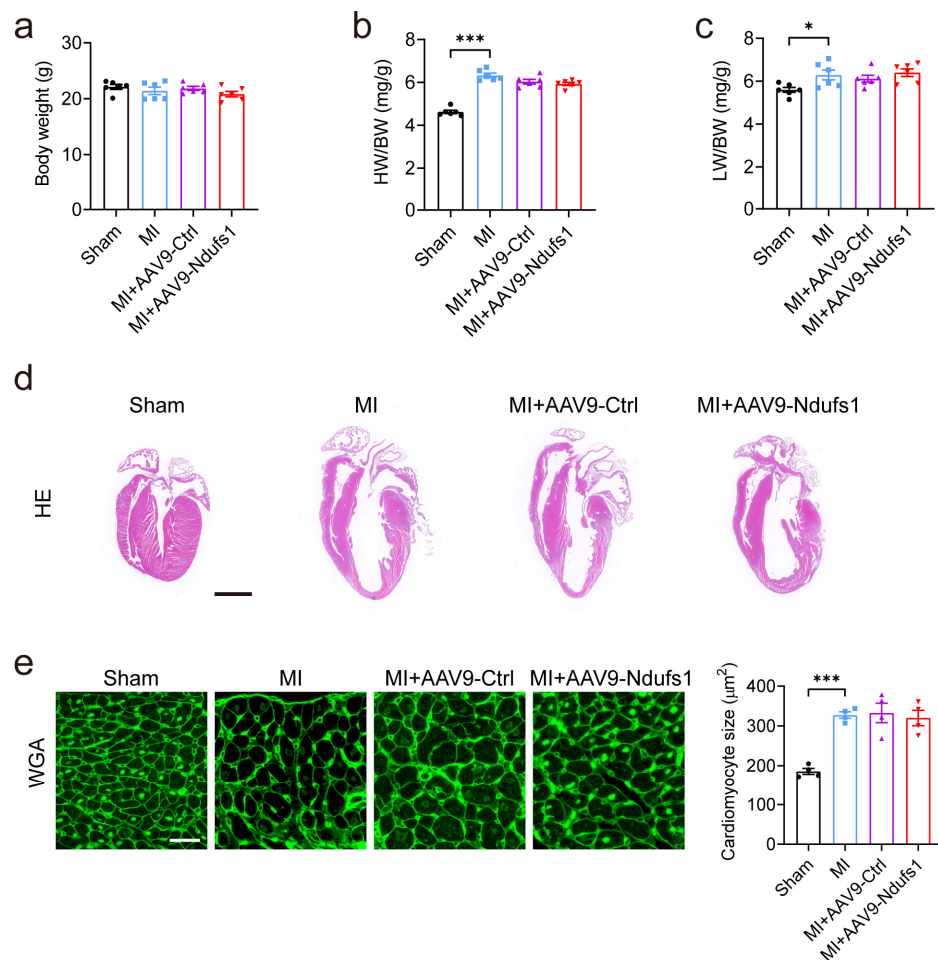 a
Body weight (g)
30
20
10
0
Sham
MI
MI+AAV9-Ctrl
MI+AAV9-Ndufs1
b
HW/BW (mg/g)
8
6
4
2
0
***
Sham
MI
MI+AAV9-Ctrl
MI+AAV9-Ndufs1
c
LW/BW (mg/g)
8
6
4
2
0
*
Sham
MI
MI+AAV9-Ctrl
MI+AAV9-Ndufs1
d
Sham
MI
MI+AAV9-Ctrl
MI+AAV9-Ndufs1
HE
e
Sham
MI
MI+AAV9-Ctrl
MI+AAV9-Ndufs1
WGA
Cardiomyocyte size (μm²)
400
300
200
100
0
***
Sham
MI
MI+AAV9-Ctrl
MI+AAV9-Ndufs1